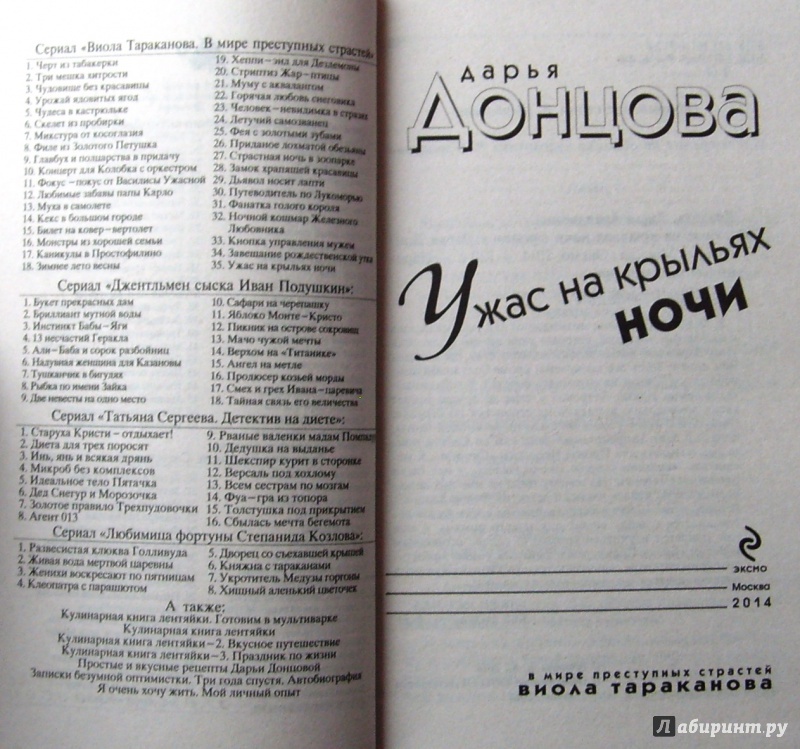 Сериал «Виола Тараканова. В мире преступных страстей»
1. Черт из табакерки
2. Три мешка хитрости
3. Чудовище без красавицы
4. Урожай ядовитых ягод
5. Чудеса в кастрюльке
6. Скелет из пробирки
7. Микстура от косоглазия
8. Филе из Золотого Петушка
9. Главбух и полцарства в придачу
10. Концерт для Колобка с оркестром
11. Фокус-покус от Василисы Ужасной
12. Любимые забавы папы Карло
13. Муха в самолете
14. Кекс в большом городе
15. Билет на ковер-вертолет
16. Монстры из хорошей семьи
17. Каникулы в Простофилино
18. Зимнее лето весны
19. Хеппи-энд для Дездемоны
20. Стриптиз Жар-птицы
21. Муму с аквалангом
22. Горячая любовь снеговика
23. Человек-невидимка в стразах
24. Летучий самозванец
25. Фея с золотыми зубами
26. Приданое лохматой обезьяны
27. Страстная ночь в зоопарке
28. Замок храпящей красавицы
29. Дьявол носит лапти
30. Путеводитель по Лукоморью
31. Фанатка голого короля
32. Ночной кошмар Железного
Любовника
33. Кнопка управления мужем
34. Завещание рождественской утки
35. Ужас на крыльях ночи
Сериал «Джентльмен сыска Иван Подушкин»:
1. Букет прекрасных дам
2. Бриллиант мутной воды
3. Инстинкт Бабы-Яги
4. 13 несчастий Геракла
5. Али-Баба и сорок разбойниц
6. Надувная женщина для Казановы
7. Тушканчик в бигудях
8. Рыбка по имени Зайка
9. Две невесты на одно место
10. Сафари на черепашку
11. Яблоко Монте-Кристо
12. Пикник на острове сокровищ
13. Мачо чужой мечты
14. Верхом на «Титанике»
15. Ангел на метле
16. Продюсер козьей морды
17. Смех и грех Ивана-царевича
18. Тайная связь его величества
Сериал «Татьяна Сергеева. Детектив на диете»:
1. Старуха Кристи – отдыхает!
2. Диета для трех поросят
3. Инь, янь и всякая дрянь
4. Микроб без комплексов
5. Идеальное тело Пятачка
6. Дед Снегур и Морозочка
7. Золотое правило Трехпудовочки
8. Агент 013
9. Рваные валенки мадам Помпадур
10. Дедушка на выданье
11. Шекспир курит в сторонке
12. Версаль под хохлому
13. Всем сестрам по мозгам
14. Фуа-гра из топора
15. Толстушка под прикрытием
16. Сбылась мечта бегемота
Сериал «Любимица фортуны Степанида Козлова»:
1. Развесистая клюква Голливуда
2. Живая вода мертвой царевны
3. Женихи воскресают по пятницам
4. Клеопатра с парашютом
5. Дворец со съехавшей крышей
6. Княжна с тараканами
7. Укротитель Медузы горгоны
8. Хищный аленький цветочек
А также:
Кулинарная книга лентяйки. Готовим в мультиварке
Кулинарная книга лентяйки
Кулинарная книга лентяйки-2. Вкусное путешествие
Кулинарная книга лентяйки-3. Праздник по жизни
Простые и вкусные рецепты Дарьи Донцовой
Записки безумной оптимистки. Три года спустя. Автобиография
Я очень хочу жить. Мой личный опыт
Дарья
Донцова
Ужас на крыльях
ночи
эксмо
Москва
2014
в мире преступных страстей
виола тараканова
Лабиринт.ру